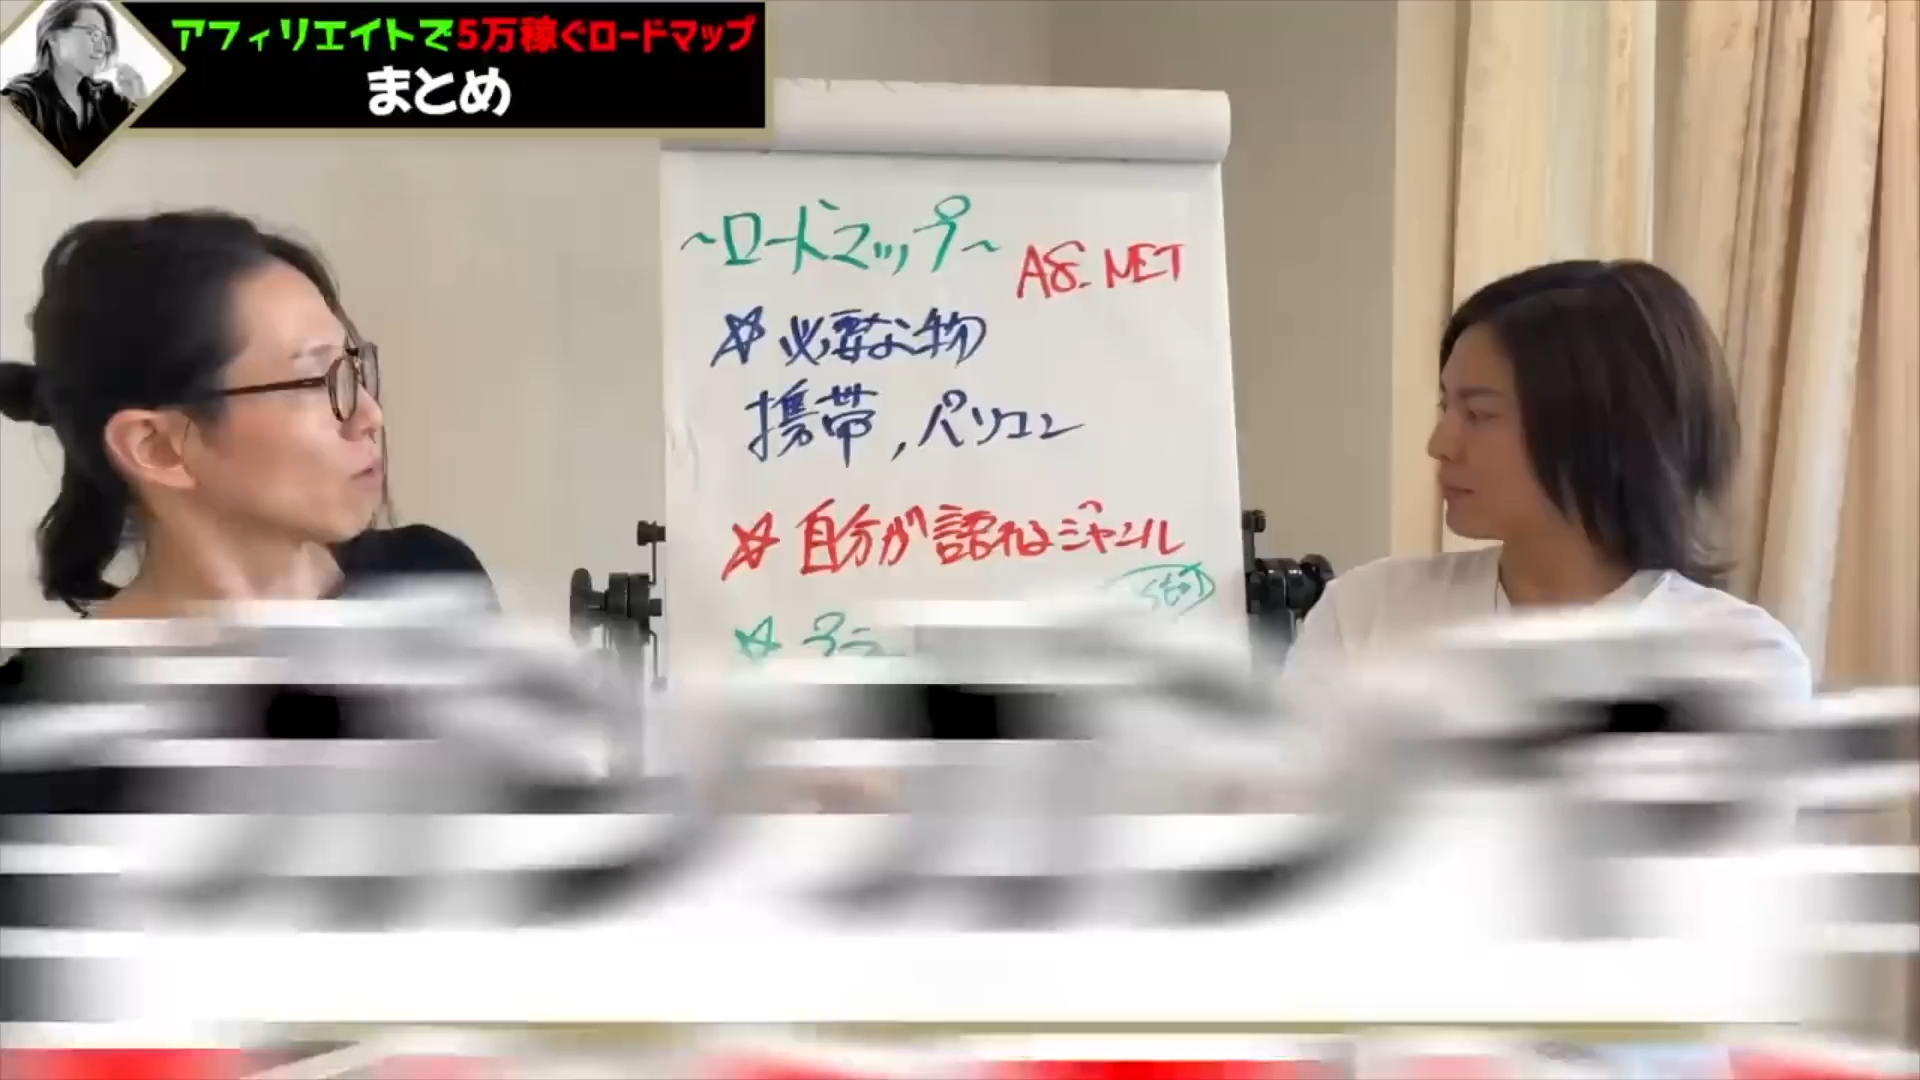 アフィリエイトで5万稼ぐロードマップ
まとめ
~ロードマップ~
A8.NET
☆必要な物
携帯,パソコン
☆自分が語れるジャンル
☆